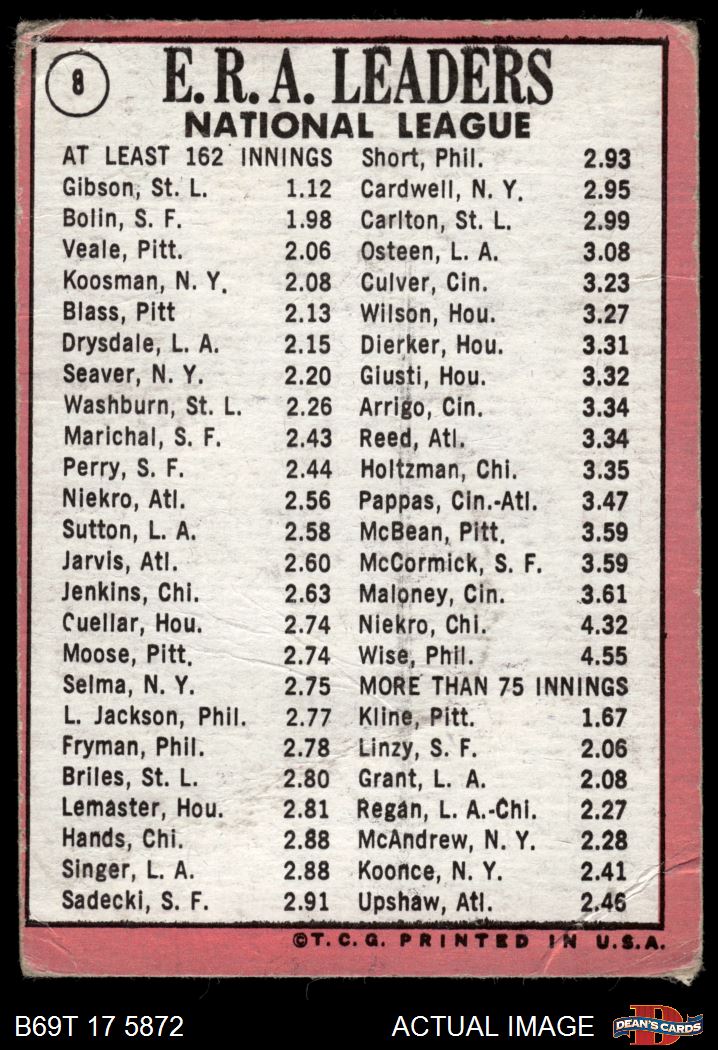 8
E.R.A. LEADERS
NATIONAL LEAGUE
AT LEAST 162 INNINGS
Gibson, St. L. 1.12
Bolin, S. F. 1.98
Veale, Pitt. 2.06
Koosman, N. Y. 2.08
Blass, Pitt 2.13
Drysdale, L. A. 2.15
Seaver, N. Y. 2.20
Washburn, St. L. 2.26
Marichal, S. F. 2.43
Perry, S. F. 2.44
Niekro, Atl. 2.56
Sutton, L. A. 2.58
Jarvis, Atl. 2.60
Jenkins, Chi. 2.63
Cuellar, Hou. 2.74
Moose, Pitt. 2.74
Selma, N. Y. 2.75
L. Jackson, Phil. 2.77
Fryman, Phil. 2.78
Briles, St. L. 2.80
Lemaster, Hou. 2.81
Hands, Chi. 2.88
Singer, L. A. 2.88
Sadecki, S. F. 2.91
Short, Phil. 2.93
Cardwell, N. Y. 2.95
Carlton, St. L. 2.99
Osteen, L. A. 3.08
Culver, Cin. 3.23
Wilson, Hou. 3.27
Dierker, Hou. 3.31
Giusti, Hou. 3.32
Arrigo, Cin. 3.34
Reed, Atl. 3.34
Holtzman, Chi. 3.35
Pappas, Cin.-Atl. 3.47
McBean, Pitt. 3.59
McCormick, S. F. 3.59
Maloney, Cin. 3.61
Niekro, Chi. 4.32
Wise, Phil. 4.55
MORE THAN 75 INNINGS
Kline, Pitt. 1.67
Linzy, S. F. 2.06
Grant, L. A. 2.08
Regan, L. A.-Chi. 2.27
McAndrew, N. Y. 2.28
Koonce, N. Y. 2.41
Upshaw, Atl. 2.46
©T.C.G. PRINTED IN U.S.A.
B69T 17 5872
ACTUAL IMAGE
D
DEAN'S CARDS